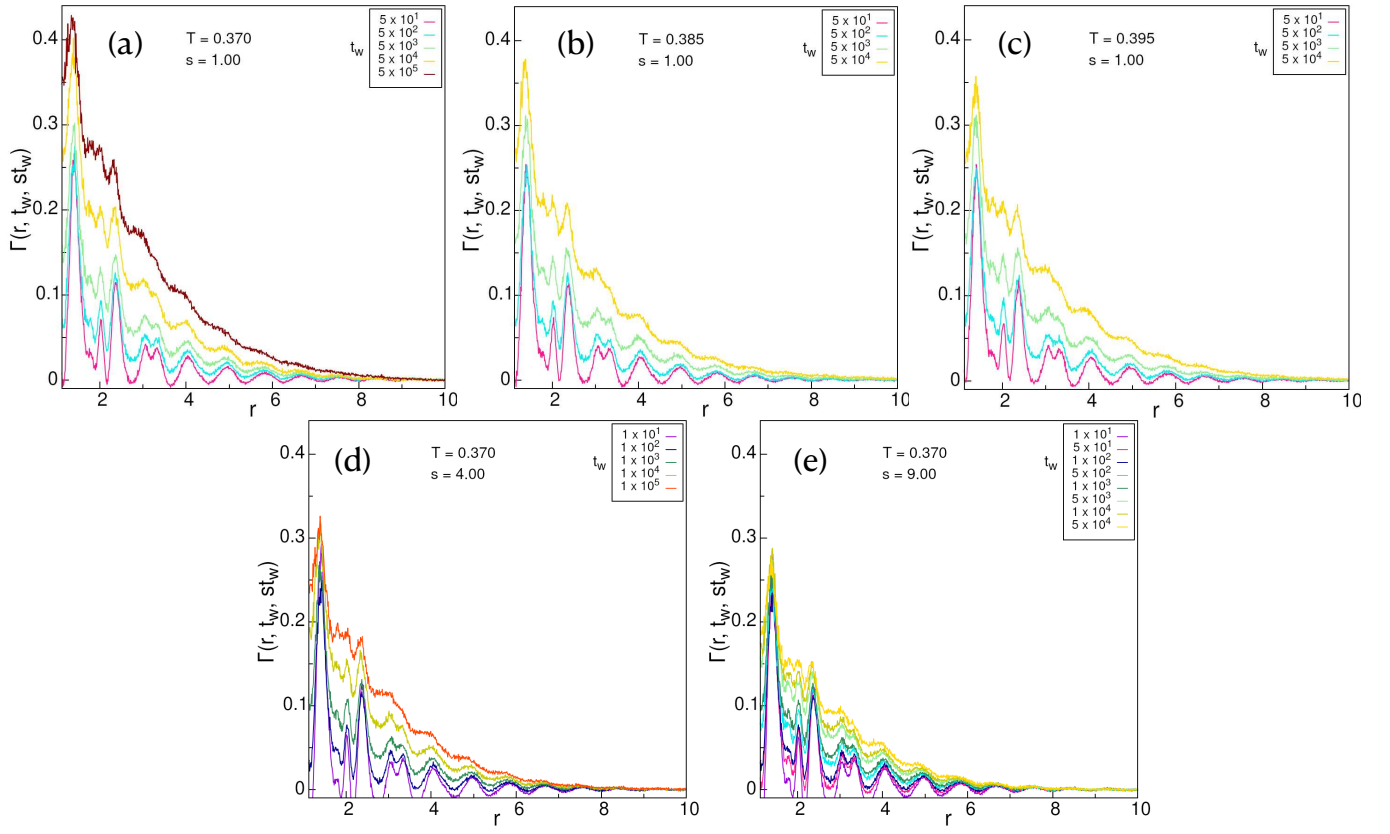 (a)
T = 0.370
s = 1.00
t_w
5 x 10^1
5 x 10^2
5 x 10^3
5 x 10^4
5 x 10^5
Γ(r, t_w, st_w)
0.4
0.3
0.2
0.1
0
2 4 6 8 10
r
(b)
T = 0.385
s = 1.00
t_w
5 x 10^1
5 x 10^2
5 x 10^3
5 x 10^4
Γ(r, t_w, st_w)
0.4
0.3
0.2
0.1
0
2 4 6 8 10
r
(c)
T = 0.395
s = 1.00
t_w
5 x 10^1
5 x 10^2
5 x 10^3
5 x 10^4
Γ(r, t_w, st_w)
0.4
0.3
0.2
0.1
0
2 4 6 8 10
r
(d)
T = 0.370
s = 4.00
t_w
1 x 10^1
1 x 10^2
1 x 10^3
1 x 10^4
1 x 10^5
Γ(r, t_w, st_w)
0.4
0.3
0.2
0.1
0
2 4 6 8 10
r
(e)
T = 0.370
s = 9.00
t_w
1 x 10^1
5 x 10^1
1 x 10^2
5 x 10^2
1 x 10^3
5 x 10^3
1 x 10^4
5 x 10^4
Γ(r, t_w, st_w)
0.4
0.3
0.2
0.1
0
2 4 6 8 10
r